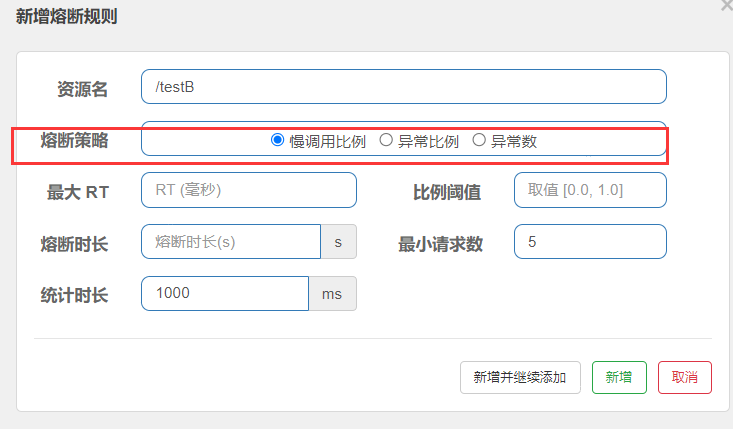 新增熔断规则
资源名 /testB
熔断策略 慢调用比例 异常比例 异常数
最大 RT RT (毫秒) 比例阈值 取值 [0.0, 1.0]
熔断时长 熔断时长(s) s 最小请求数 5
统计时长 1000 ms
新增并继续添加 新增 取消